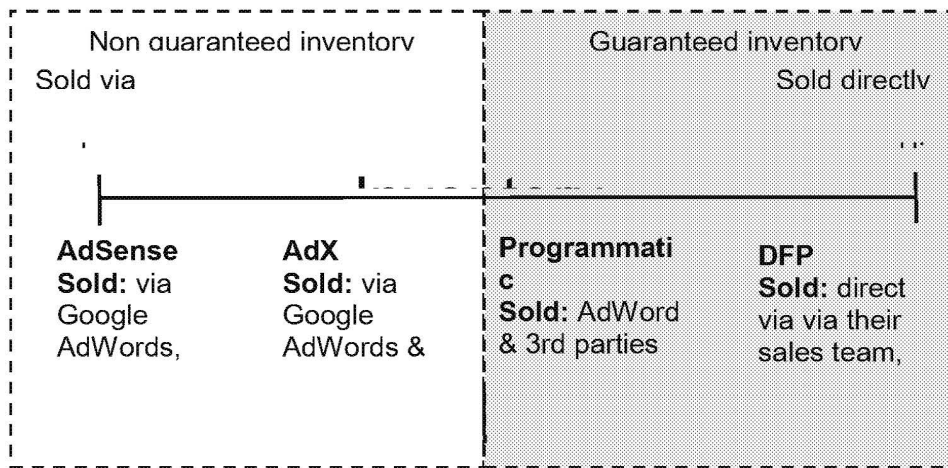 Non guaranteed inventory
Guaranteed inventory
Sold via
Sold directly
AdSense
Sold: via
Google
AdWords,
AdX
Sold: via
Google
AdWords &
Programmati
c
Sold: AdWord
& 3rd parties
DFP
Sold: direct
via via their
sales team,